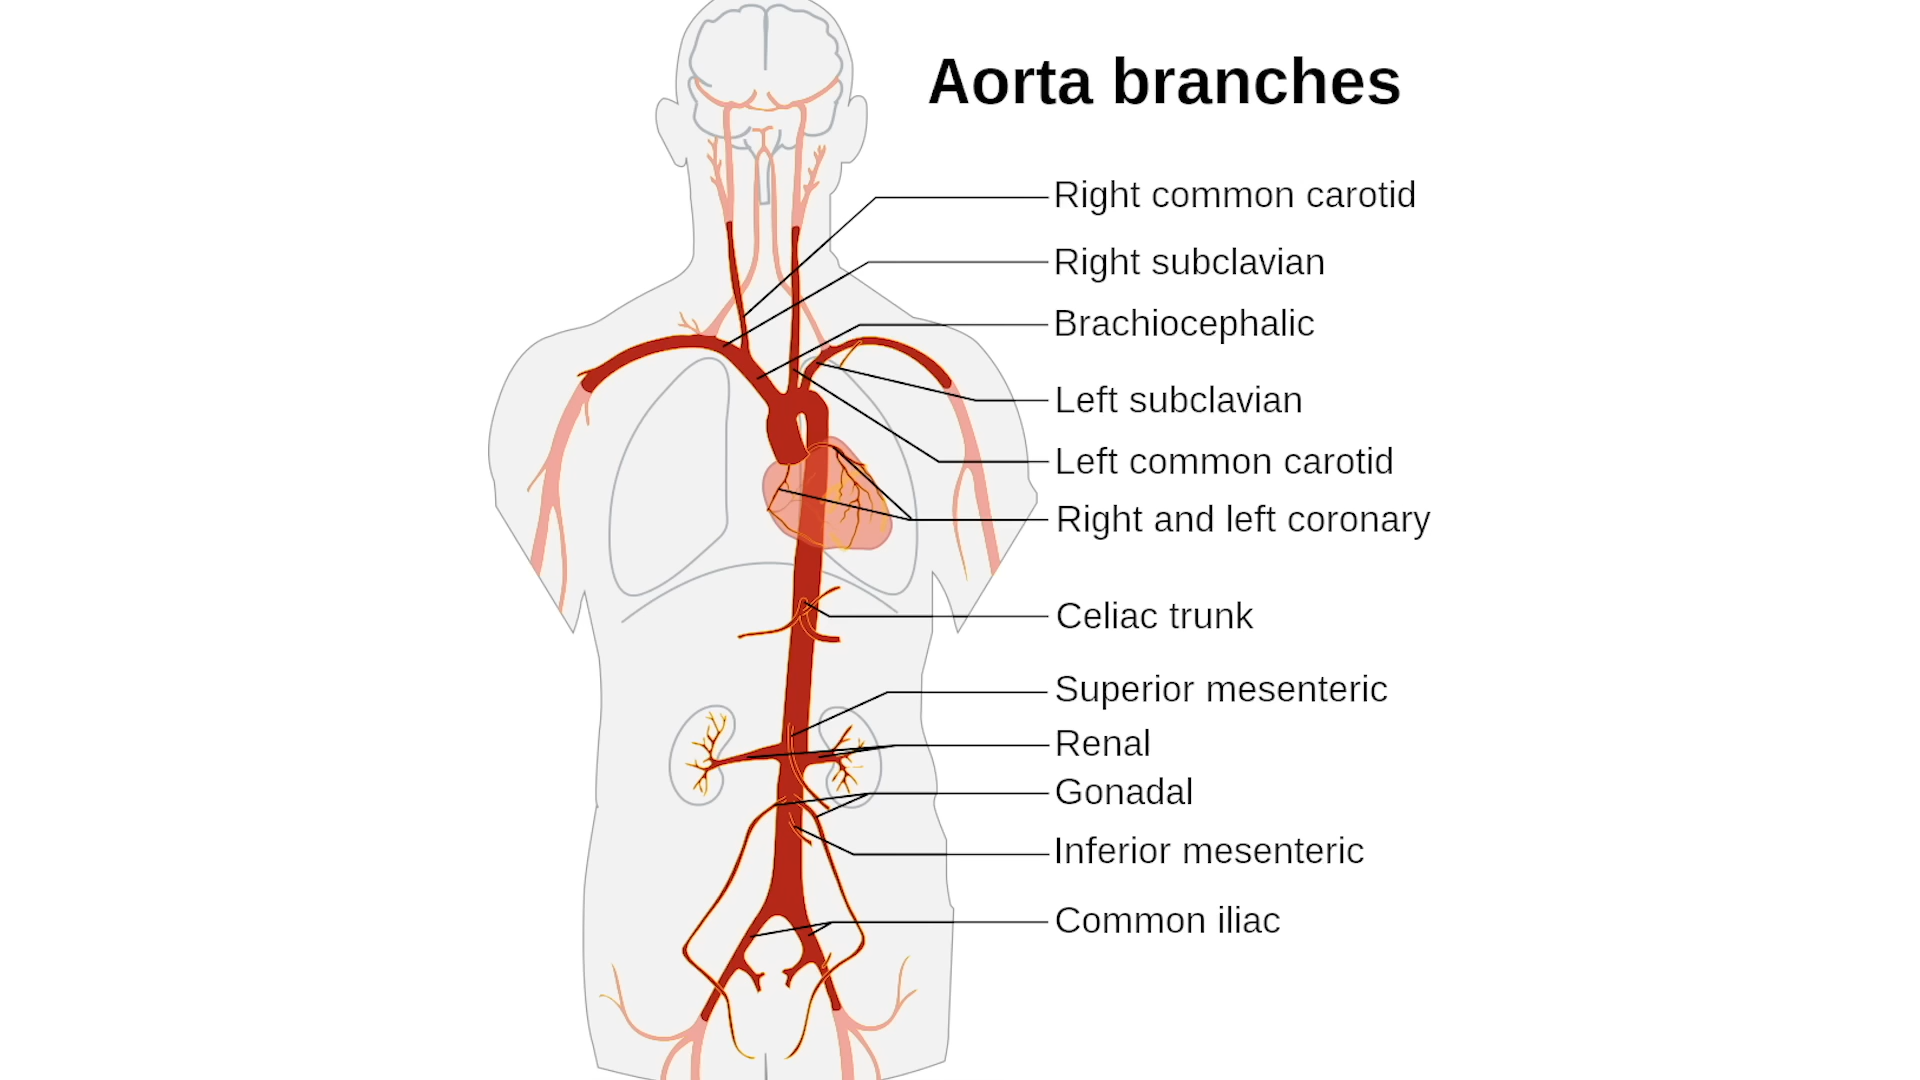 Aorta branches
Right common carotid
Right subclavian
Brachiocephalic
Left subclavian
Left common carotid
Right and left coronary
Celiac trunk
Superior mesenteric
Renal
Gonadal
Inferior mesenteric
Common iliac